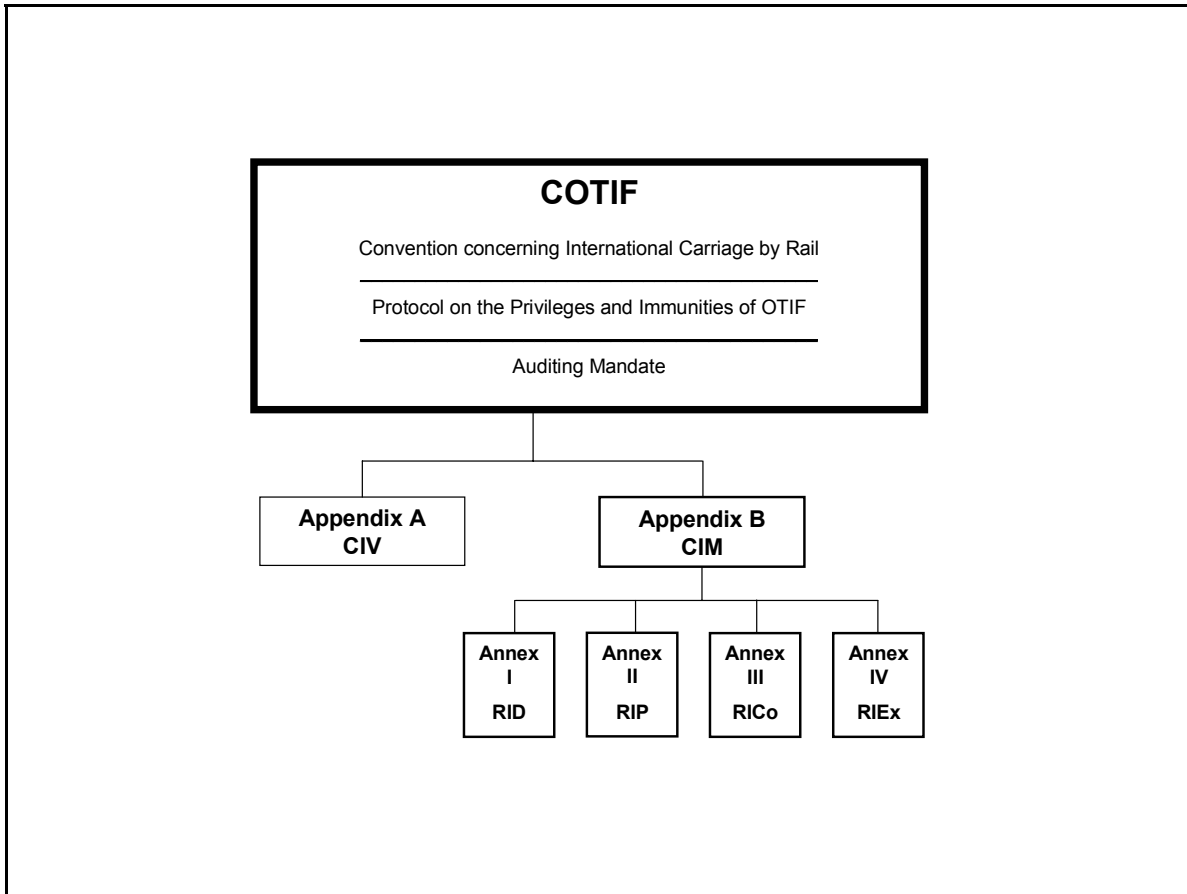 COTIF
Convention concerning International Carriage by Rail
Protocol on the Privileges and Immunities of OTIF
Auditing Mandate
Appendix A
CIV
Appendix B
CIM
Annex
I
RID
Annex
II
RIP
Annex
III
RICo
Annex
IV
RIEx